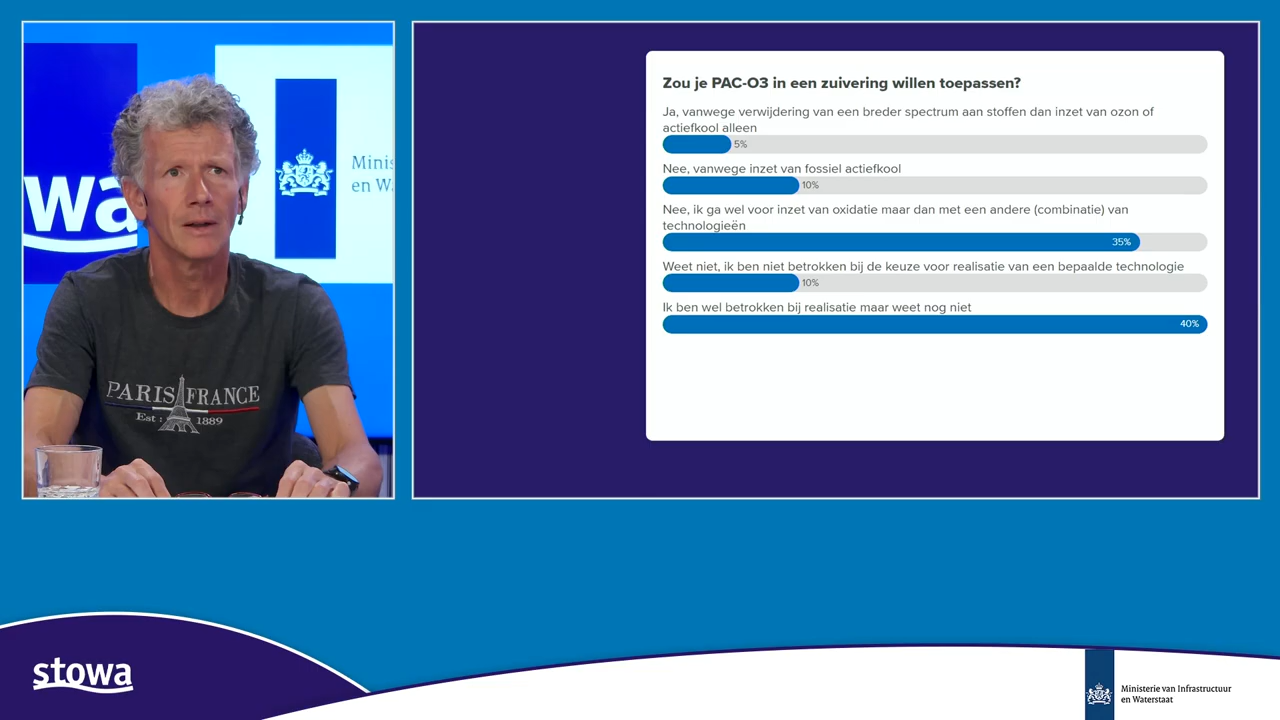 wa
Minis
en W
PARIS FRANCE
Est : 1889
Zou je PAC-O3 in een zuivering willen toepassen?
Ja, vanwege verwijdering van een breder spectrum aan stoffen dan inzet van ozon of
actiefkool alleen
5%
Nee, vanwege inzet van fossiel actiefkool
10%
Nee, ik ga wel voor inzet van oxidatie maar dan met een andere (combinatie) van
technologieën
35%
Weet niet, ik ben niet betrokken bij de keuze voor realisatie van een bepaalde technologie
10%
Ik ben wel betrokken bij realisatie maar weet nog niet
40%
stowa
Ministerie van Infrastructuur
en Waterstaat